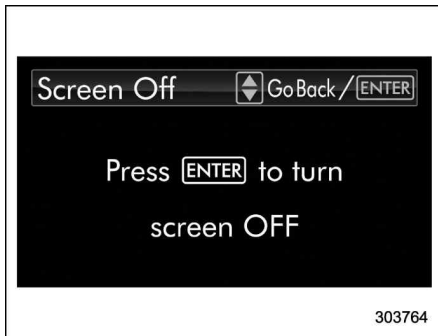 Screen Off Go Back / ENTER
Press ENTER to turn
screen OFF
303764